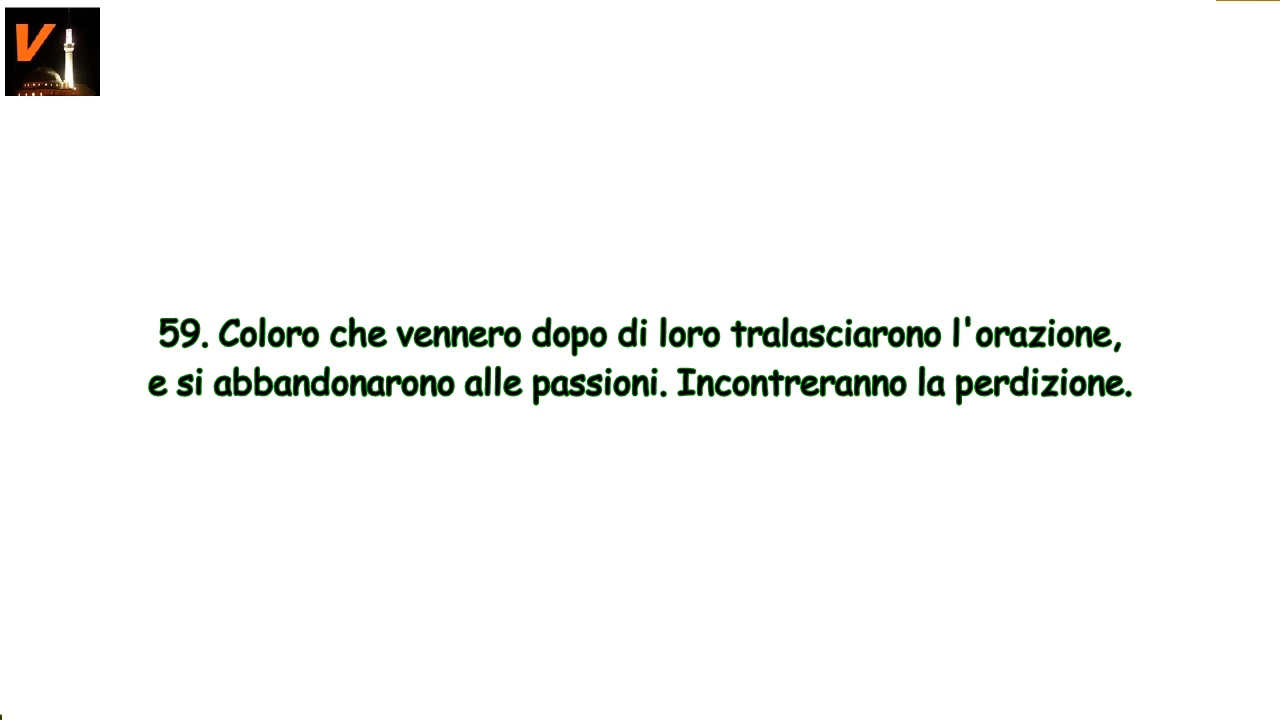 V
59. Coloro che vennero dopo di loro tralasciarono l'orazione,
e si abbandonarono alle passioni. Incontreranno la perdizione.